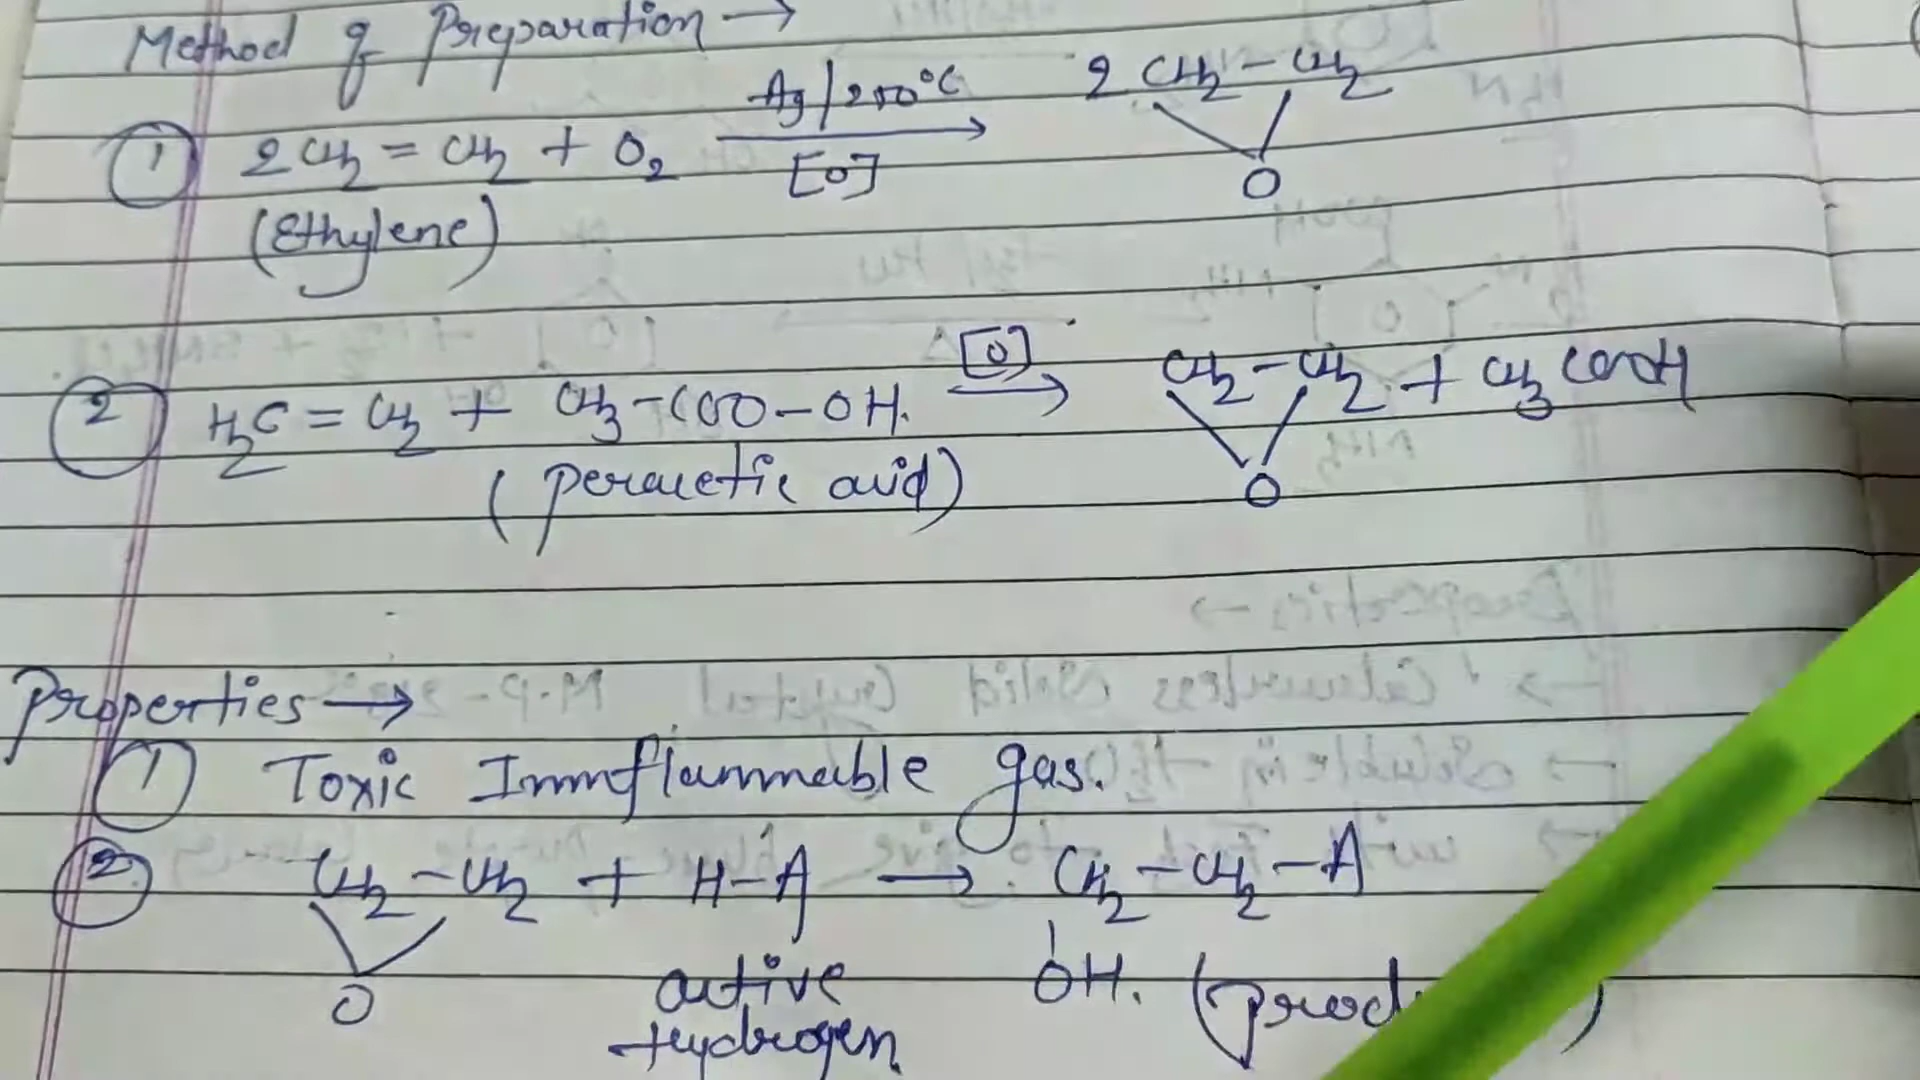 Method of Preparation →
① 2CH2 = CH2 + O2 Ag/250°C [O] → 2 CH2 - CH2
O
(Ethylene)
② H2C = CH2 + CH3 - COO - OH. [O] → CH2 - CH2 + CH3COOH
O
(peracetic acid)
Properties →
① Toxic Immflammable gas.
② CH2 - CH2 + H-A → CH2 - CH2 - A
O active OH.
Hydrogen